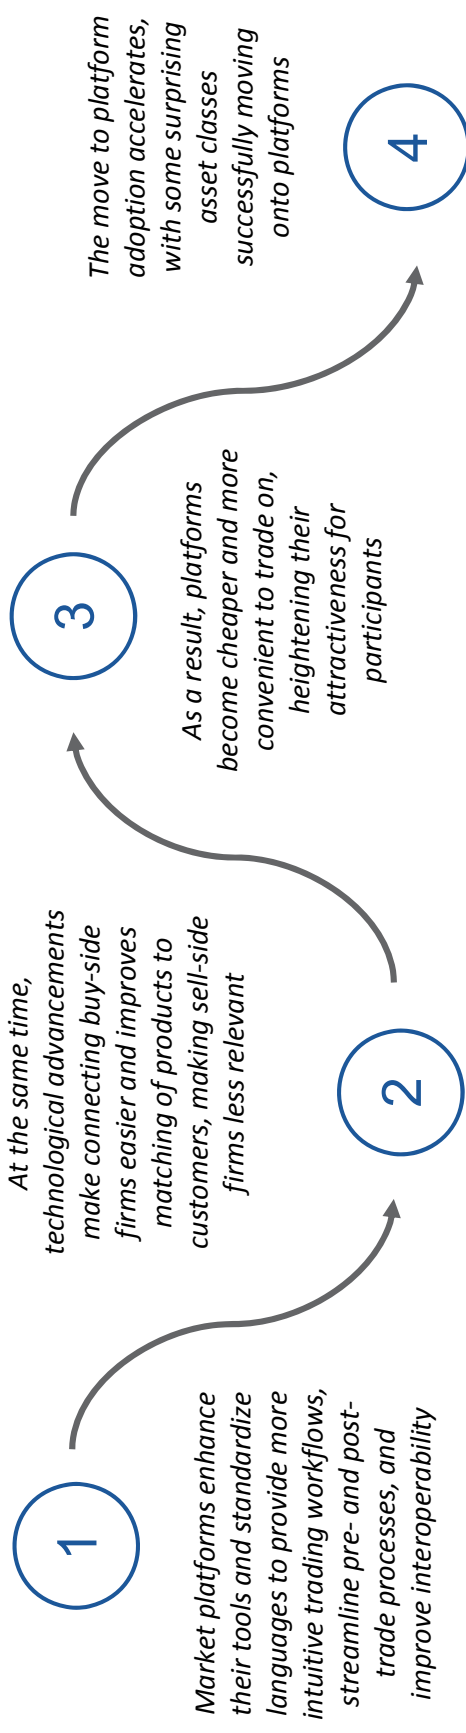 1
Market platforms enhance
their tools and standardize
languages to provide more
intuitive trading workflows,
streamline pre- and post-
trade processes, and
improve interoperability
2
At the same time,
technological advancements
make connecting buy-side
firms easier and improves
matching of products to
customers, making sell-side
firms less relevant
3
As a result, platforms
become cheaper and more
convenient to trade on,
heightening their
attractiveness for
participants
4
The move to platform
adoption accelerates,
with some surprising
asset classes
successfully moving
onto platforms